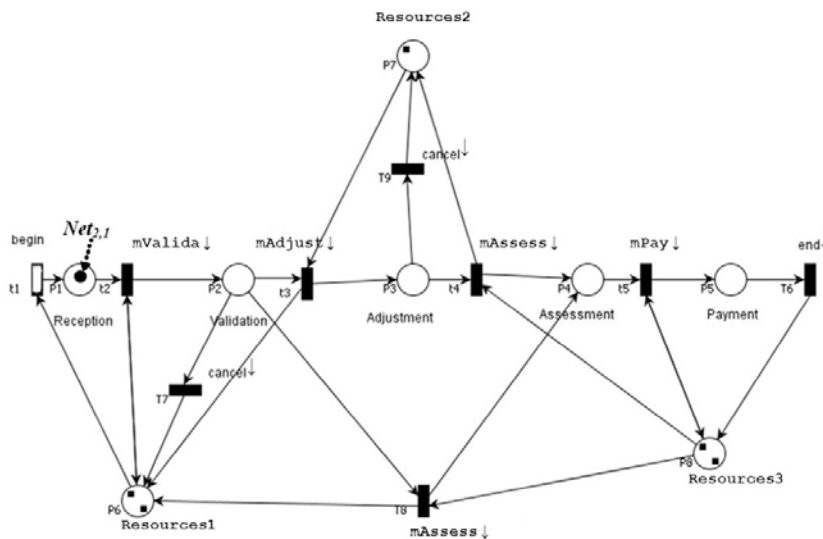 Resources2
P7
cancel↓
T9
Net2,1
begin
mValida↓
mAdjust↓
mAssess↓
mPay↓
end
t1
P1
t2
P2
t3
P3
t4
P4
t5
P5
T6
Reception
Validation
Adjustment
Assessment
Payment
cancel↓
T7
P6
Resources1
T8
mAssess↓
P8
Resources3